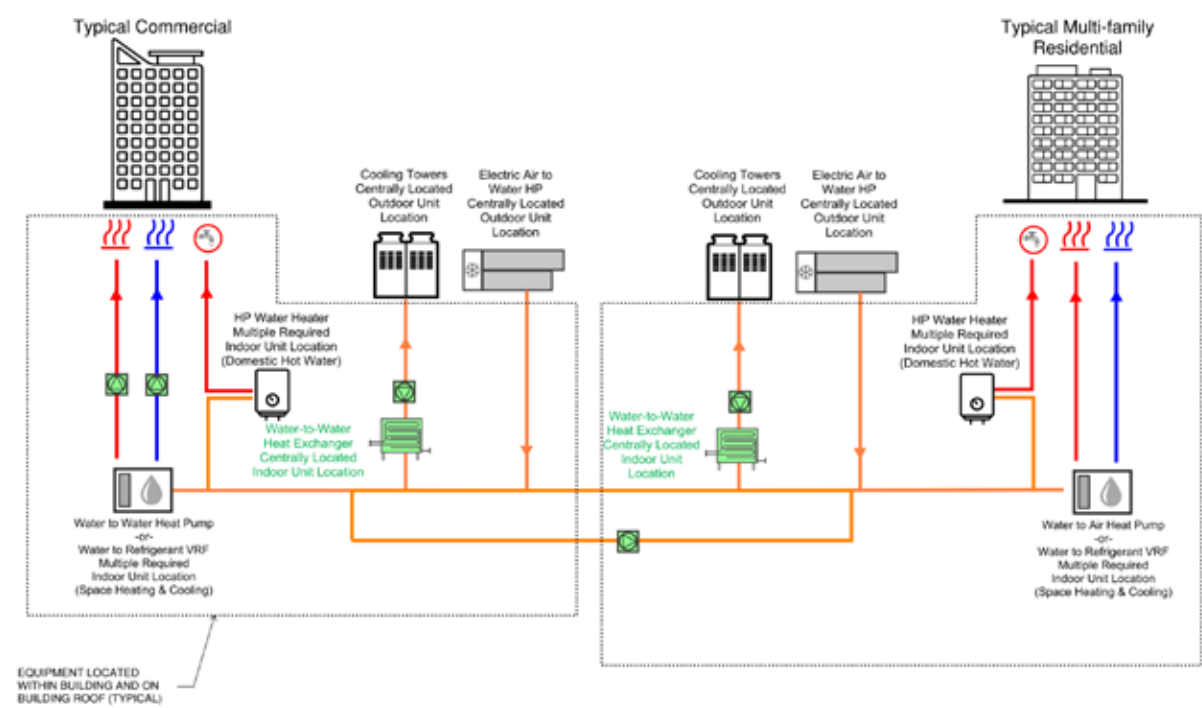 Typical Commercial
Typical Multi-family
Residential
Cooling Towers
Centrally Located
Outdoor Unit
Location
Electric Air to
Water HP
Centrally Located
Outdoor Unit
Location
Cooling Towers
Centrally Located
Outdoor Unit
Location
Electric Air to
Water HP
Centrally Located
Outdoor Unit
Location
HP Water Heater
Multiple Required
Indoor Unit Location
(Domestic Hot Water)
HP Water Heater
Multiple Required
Indoor Unit Location
(Domestic Hot Water)
Water-to-Water
Heat Exchanger
Centrally Located
Indoor Unit Location
Water-to-Water
Heat Exchanger
Centrally Located
Indoor Unit
Location
Water to Water Heat Pump
-or-
Water to Refrigerant VRF
Multiple Required
Indoor Unit Location
(Space Heating & Cooling)
Water to Air Heat Pump
-or-
Water to Refrigerant VRF
Multiple Required
Indoor Unit Location
(Space Heating & Cooling)
EQUIPMENT LOCATED
WITHIN BUILDING AND ON
BUILDING ROOF (TYPICAL)